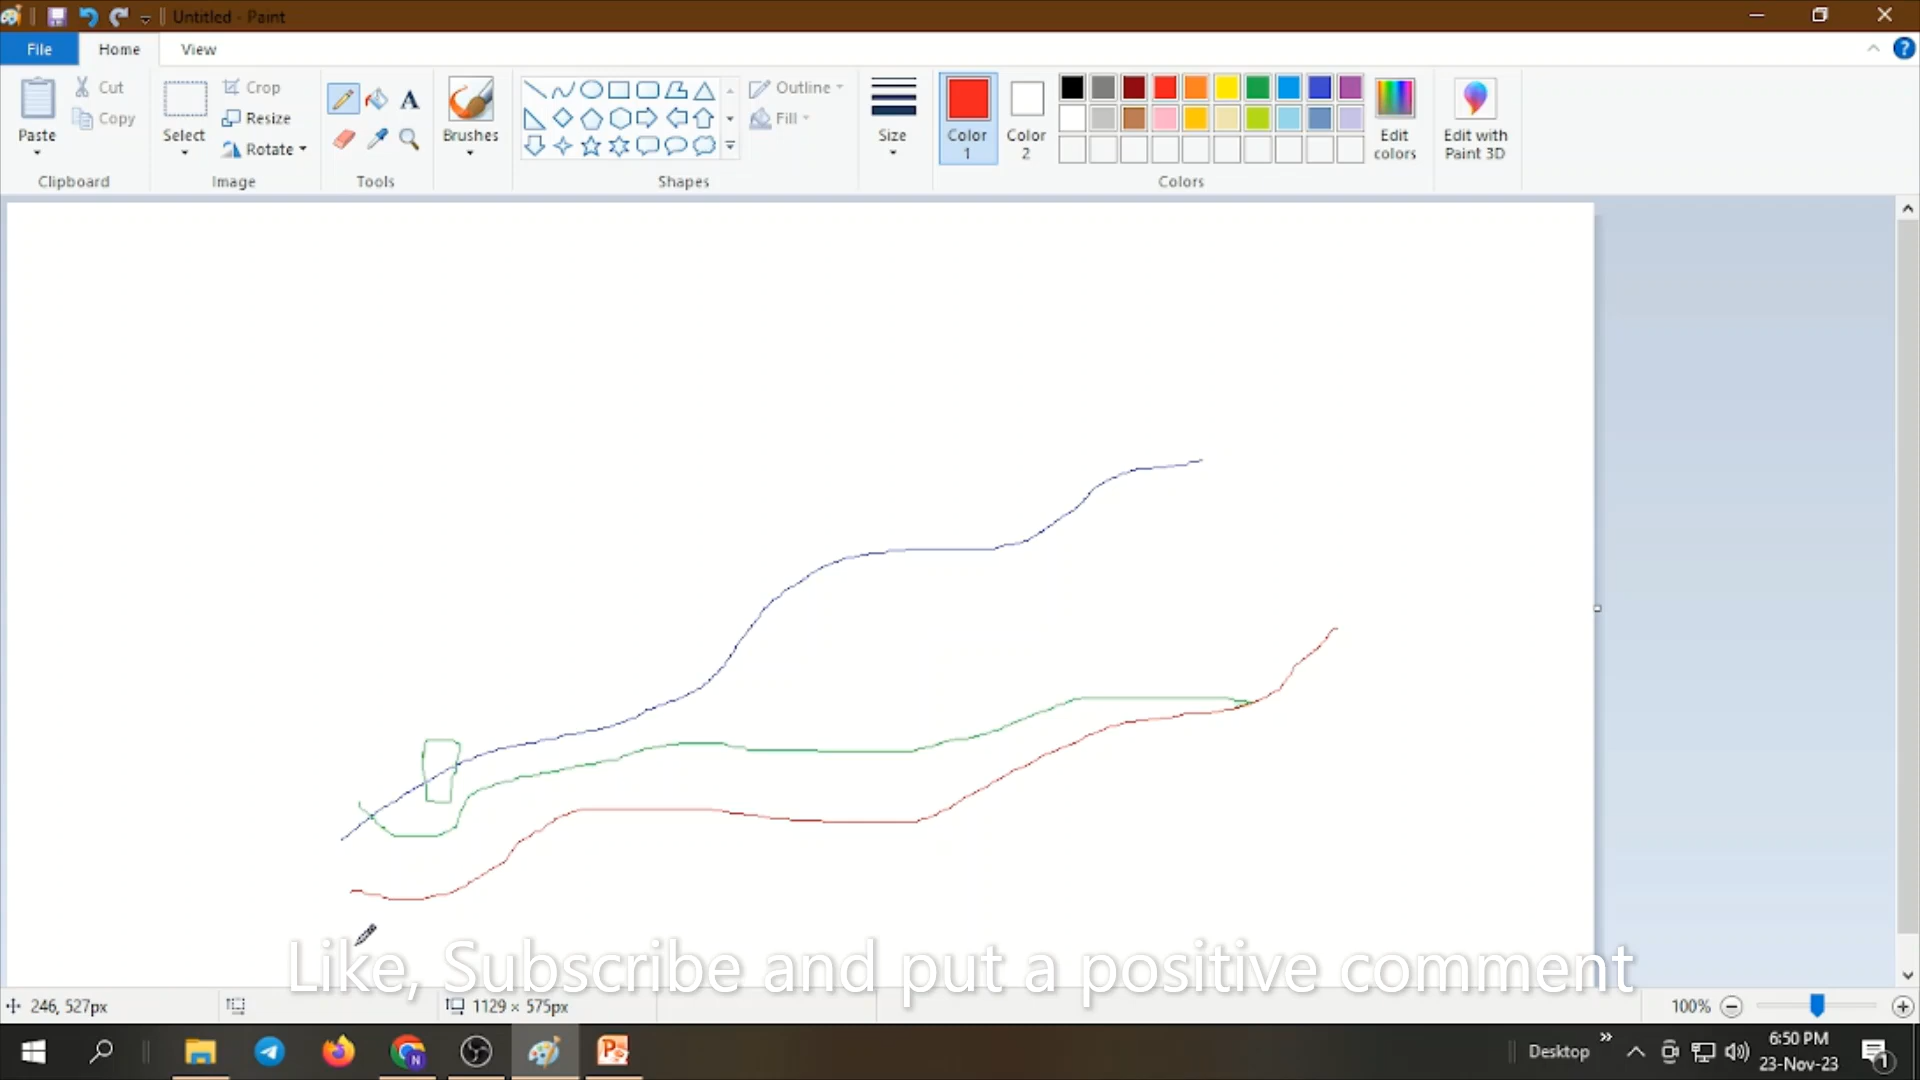 Untitled - Paint
File Home View
Paste Cut Copy Clipboard
Select Crop Resize Rotate Image
A
Tools
Brushes
Shapes
Outline Fill
Size
Color 1
Color 2
Edit colors
Colors
Edit with Paint 3D
Like, Subscribe and put a positive comment
246, 527px 1129 × 575px 100%
Desktop 6:50 PM
23-Nov-23
1